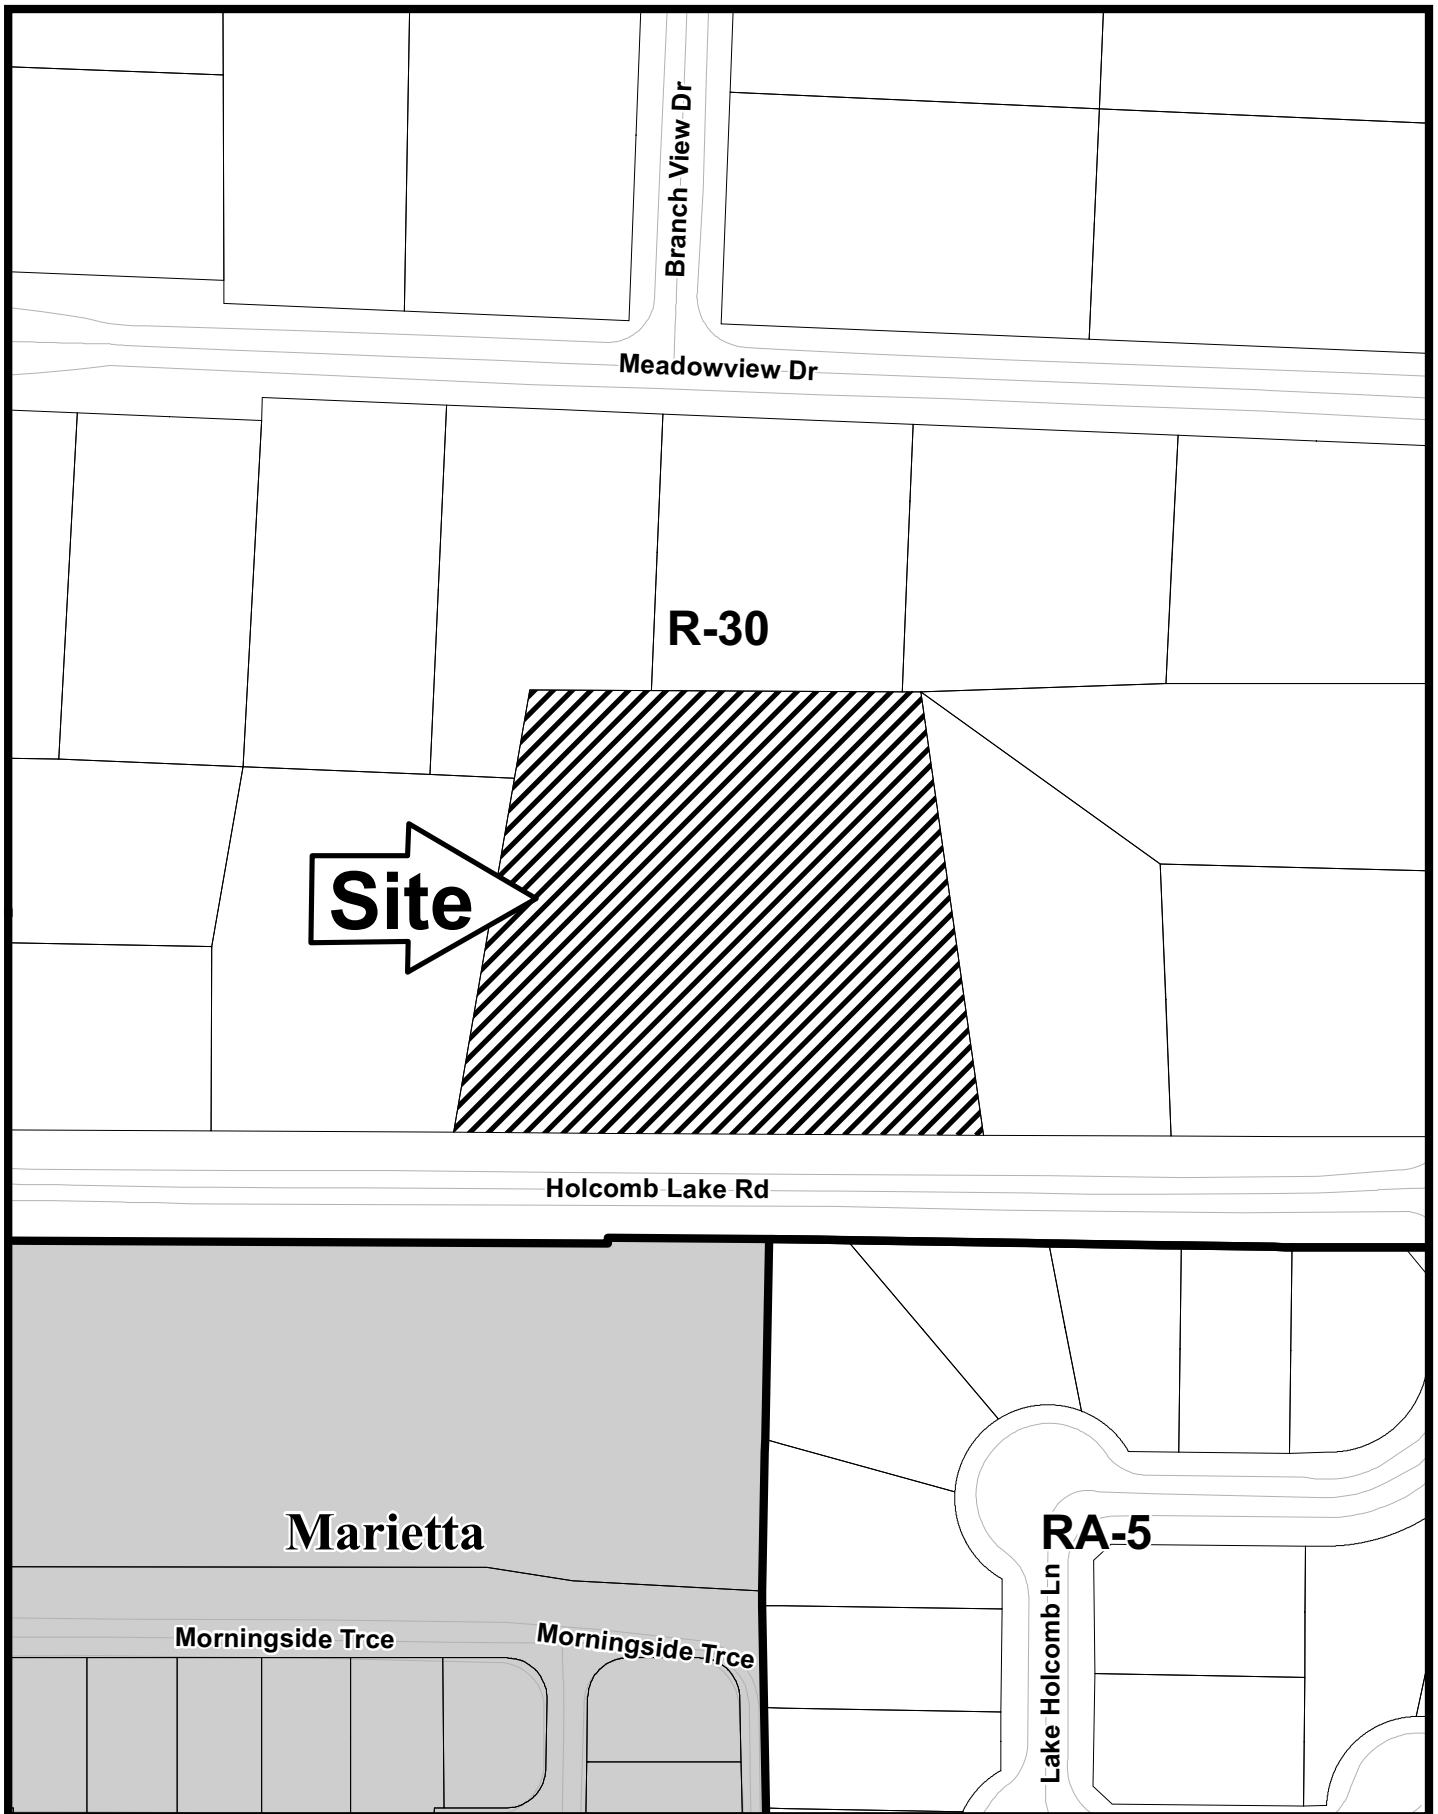 Branch View Dr
Meadowview Dr
R-30
Site
Holcomb Lake Rd
Marietta
RA-5
Lake Holcomb Ln
Morningside Trce
Morningside Trce